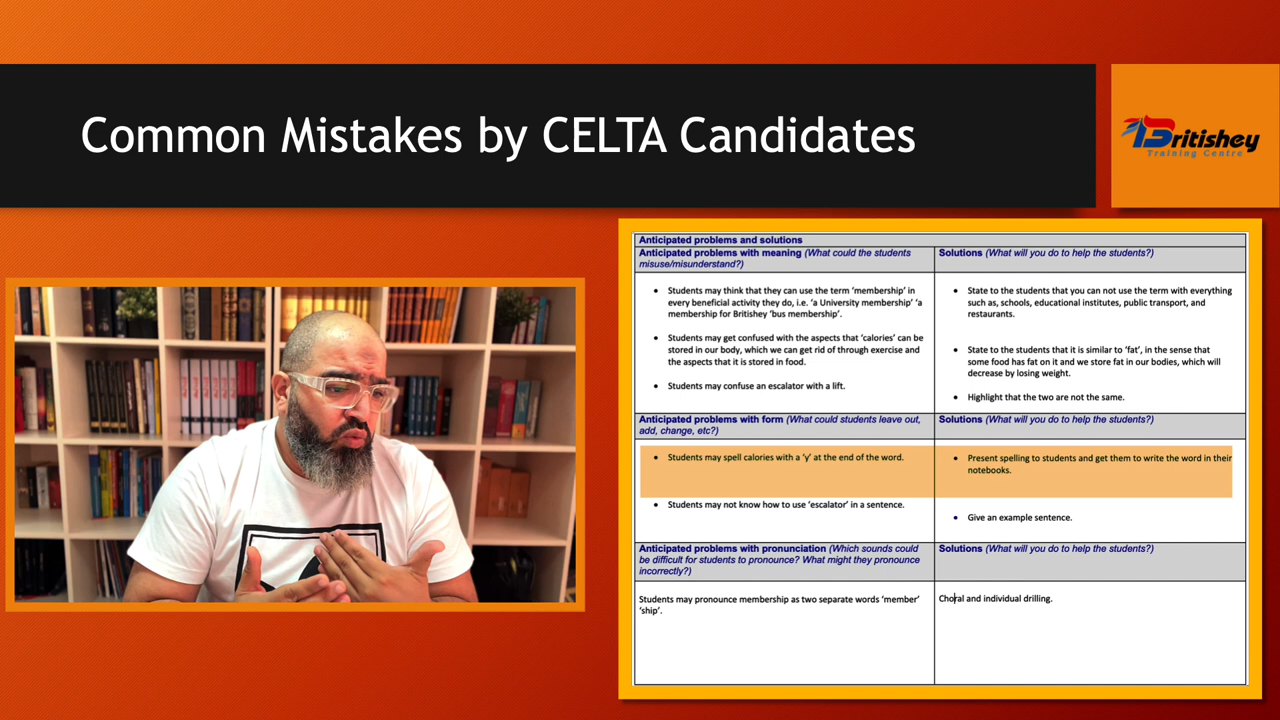 Common Mistakes by CELTA Candidates
Britishey
Training Centre
Anticipated problems and solutions
Anticipated problems with meaning (What could the students
misuse/misunderstand?)
Solutions (What will you do to help the students?)
• Students may think that they can use the term ‘membership’ in
every beneficial activity they do, i.e. ‘a University membership’ ‘a
membership for Britishey ‘bus membership’.
• Students may get confused with the aspects that ‘calories’ can be
stored in our body, which we can get rid of through exercise and
the aspects that it is stored in food.
• Students may confuse an escalator with a lift.
• State to the students that you can not use the term with everything
such as, schools, educational institutes, public transport, and
restaurants.
• State to the students that it is similar to ‘fat’, in the sense that
some food has fat on it and we store fat in our bodies, which will
decrease by losing weight.
• Highlight that the two are not the same.
Anticipated problems with form (What could students leave out,
add, change, etc?)
Solutions (What will you do to help the students?)
• Students may spell calories with a ‘y’ at the end of the word.
• Students may not know how to use ‘escalator’ in a sentence.
• Present spelling to students and get them to write the word in their
notebooks.
• Give an example sentence.
Anticipated problems with pronunciation (Which sounds could
be difficult for students to pronounce? What might they pronounce
incorrectly?)
Solutions (What will you do to help the students?)
Students may pronounce membership as two separate words ‘member’
‘ship’.
Choral and individual drilling.